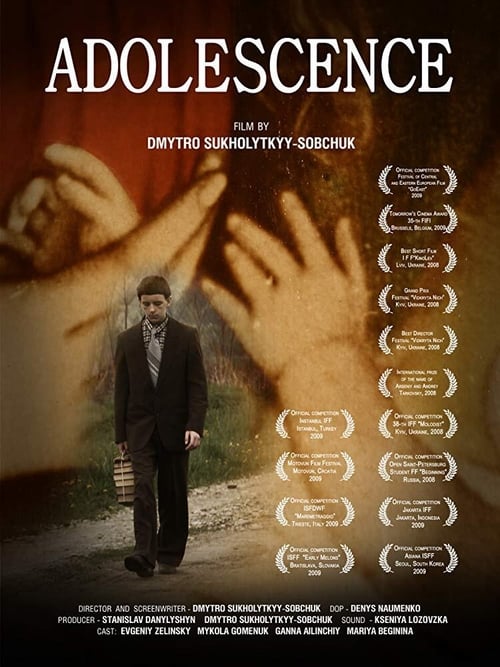 ADOLESCENCE
FILM BY
DMYTRO SUKHOLYTKYY-SOBCHUK
OFFICIAL COMPETITION
FESTIVAL OF CENTRAL
AND EASTERN EUROPEAN FILM
"GOEAST"
2009
TOMORROW'S CINEMA AWARD
35-TH FIFI
BRUSSELS, BELGIUM, 2009
BEST SHORT FILM
I F F "KINOLEV"
LVIV, UKRAINE, 2008
GRAND PRIX
FESTIVAL "VIDKRYTA NICH"
KYIV, UKRAINE, 2008
BEST DIRECTOR
FESTIVAL "VIDKRYTA NICH"
KYIV, UKRAINE, 2008
INTERNATIONAL PRIZE
OF THE NAME OF
ARSENIY AND ANDREY
TARKOVSKY, 2008
OFFICIAL COMPETITION
INSTANBUL IFF
ISTANBUL, TURKEY
2009
OFFICIAL COMPETITION
38-TH IFF "MOLODIST"
KYIV, UKRAINE, 2008
OFFICIAL COMPETITION
MOTOVUN FILM FESTIVAL
MOTOVUN, CROATIA
2009
OFFICIAL COMPETITION
OPEN SAINT-PETERSBURG
STUDENT FF "BEGINNING"
RUSSIA, 2008
OFFICIAL COMPETITION
ISFDWF
"MAREMETRAGGIO"
TRIESTE, ITALY 2009
OFFICIAL COMPETITION
JAKARTA IFF
JAKARTA, INDONESIA
2009
OFFICIAL COMPETITION
ISFF "EARLY MELONS"
BRATISLAVA, SLOVAKIA
2009
OFFICIAL COMPETITION
ASIANA ISFF
SEOUL, SOUTH KOREA
2009
DIRECTOR AND SCREENWRITER - DMYTRO SUKHOLYTKYY-SOBCHUK DOP - DENYS NAUMENKO
PRODUCER - STANISLAV DANYLYSHYN DMYTRO SUKHOLYTKYY-SOBCHUK SOUND - KSENIYA LOZOVZKA
CAST: EVGENIY ZELINSKY MYKOLA GOMENUK GANNA AILINCHIY MARIYA BEGININA